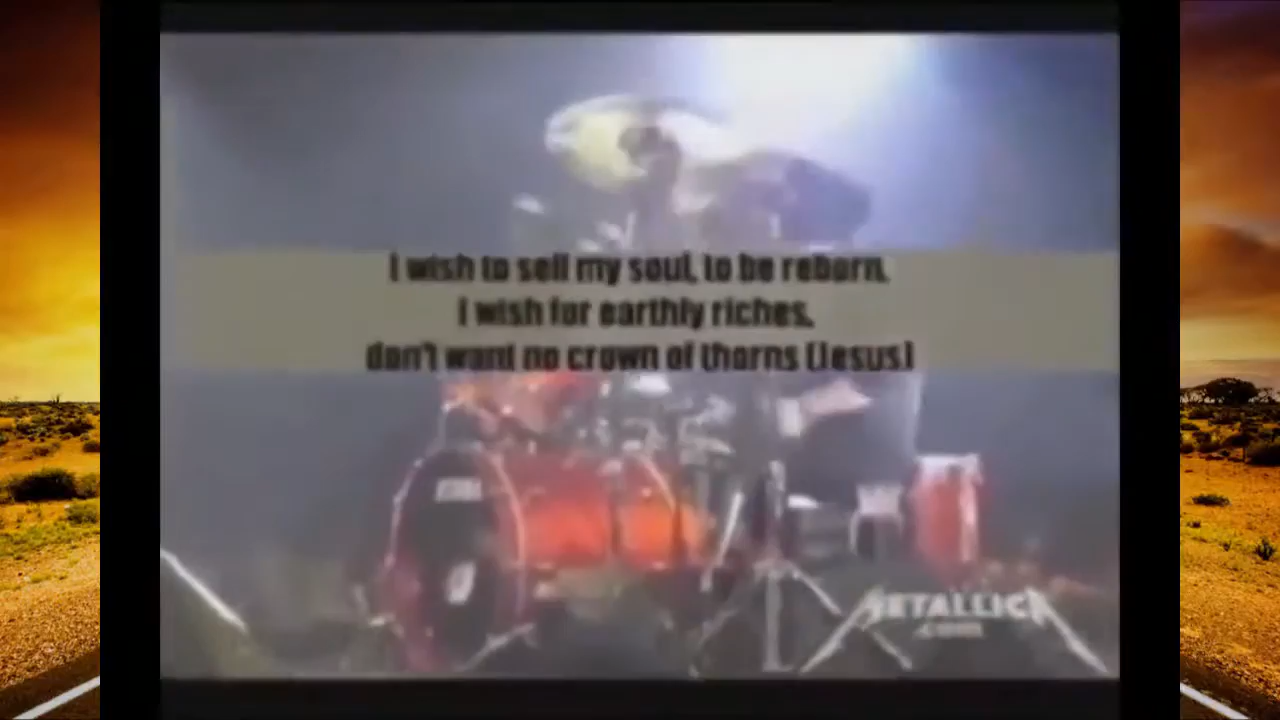 I wish to sell my soul, to be reborn.
I wish for earthly riches,
don't want no crown of thorns (Jesus)
METALLICA
.COM